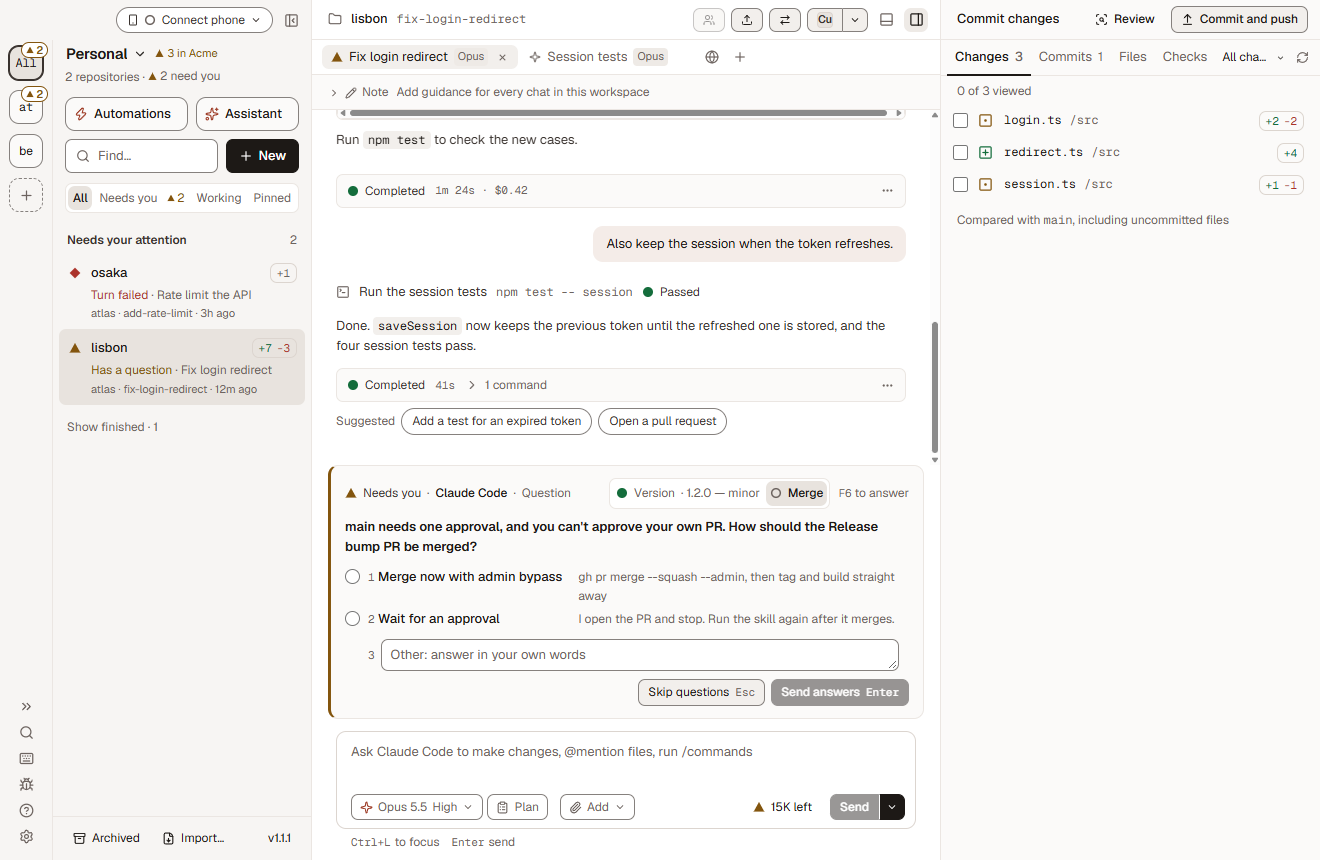 Connect phone
lisbon fix-login-redirect
Cu
Commit changes
Review
Commit and push
2
All
2
at
be
Personal
3 in Acme
2 repositories · 2 need you
Automations
Assistant
Find...
New
All
Needs you 2
Working
Pinned
Needs your attention 2
osaka +1
Turn failed · Rate limit the API
atlas · add-rate-limit · 3h ago
lisbon +7 -3
Has a question · Fix login redirect
atlas · fix-login-redirect · 12m ago
Show finished · 1
Archived
Import...
v1.1.1
Fix login redirect Opus
Session tests Opus
Note Add guidance for every chat in this workspace
Run npm test to check the new cases.
Completed 1m 24s · $0.42
Also keep the session when the token refreshes.
Run the session tests npm test -- session Passed
Done. saveSession now keeps the previous token until the refreshed one is stored, and the
four session tests pass.
Completed 41s 1 command
Suggested Add a test for an expired token Open a pull request
Needs you · Claude Code · Question
Version · 1.2.0 — minor
Merge
F6 to answer
main needs one approval, and you can't approve your own PR. How should the Release
bump PR be merged?
1 Merge now with admin bypass gh pr merge --squash --admin, then tag and build straight
away
2 Wait for an approval I open the PR and stop. Run the skill again after it merges.
3 Other: answer in your own words
Skip questions Esc
Send answers Enter
Ask Claude Code to make changes, @mention files, run /commands
Opus 5.5 High
Plan
Add
15K left
Send
Ctrl+L to focus Enter send
Changes 3
Commits 1
Files
Checks
All cha...
0 of 3 viewed
login.ts /src +2 -2
redirect.ts /src +4
session.ts /src +1 -1
Compared with main, including uncommitted files